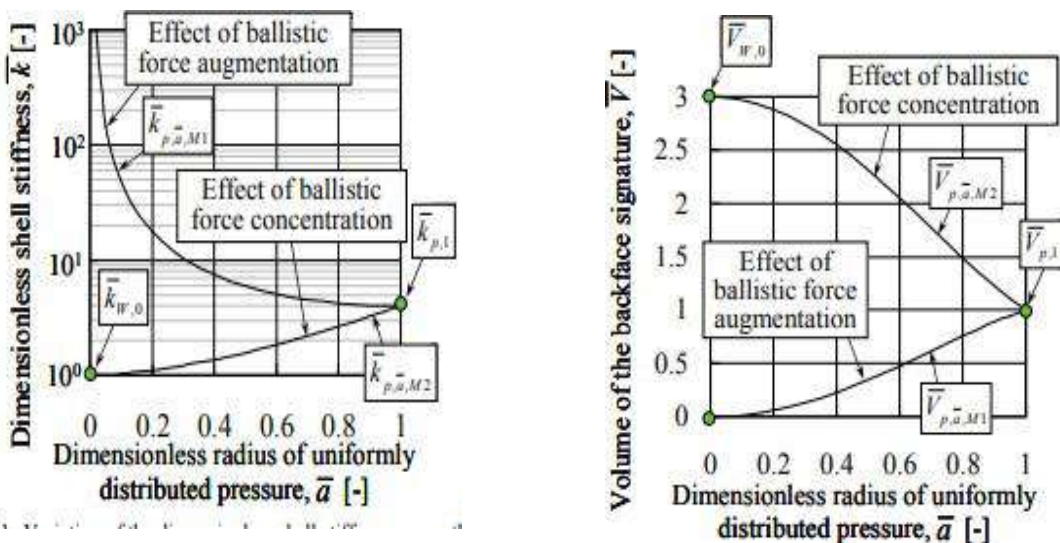 Dimensionless shell stiffness, k̅ [-]
10³
10²
10¹
10⁰
Effect of ballistic
force augmentation
k̅p,a̅,M1
Effect of ballistic
force concentration
k̅p,1
k̅W,0
k̅p,a̅,M2
0 0.2 0.4 0.6 0.8 1
Dimensionless radius of uniformly
distributed pressure, a̅ [-]
Volume of the backface signature, V̅ [-]
3
2.5
2
1.5
1
0.5
0
V̅W,0
Effect of ballistic
force concentration
V̅p,a̅,M2
V̅p,1
Effect of
ballistic force
augmentation
V̅p,a̅,M1
0 0.2 0.4 0.6 0.8 1
Dimensionless radius of uniformly
distributed pressure, a̅ [-]